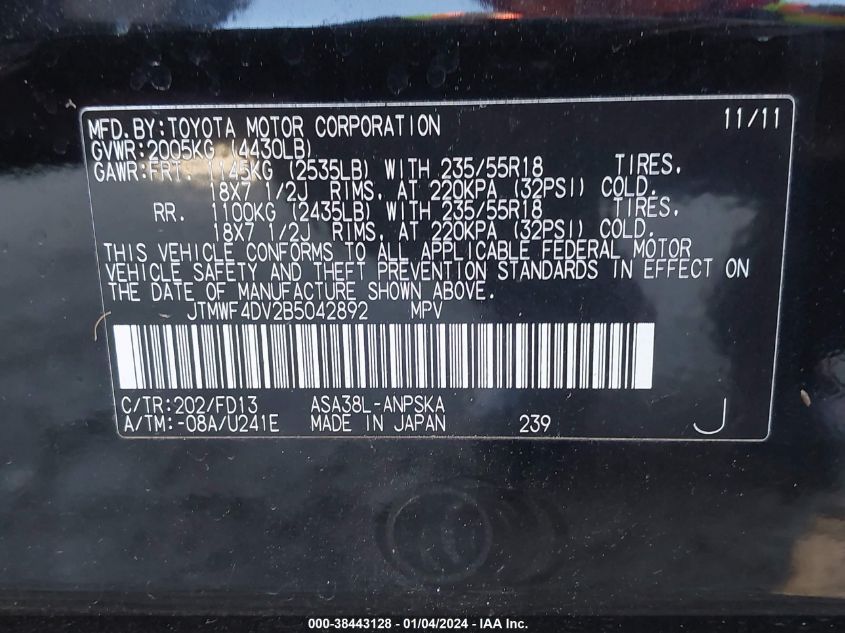 MFD.BY:TOYOTA MOTOR CORPORATION 11/11
GVWR:2005KG (4430LB)
GAWR:FRT. 1145KG (2535LB) WITH 235/55R18 TIRES.
18X7 1/2J RIMS, AT 220KPA (32PSI) COLD.
RR. 1100KG (2435LB) WITH 235/55R18 TIRES,
18X7 1/2J RIMS, AT 220KPA (32PSI) COLD.
THIS VEHICLE CONFORMS TO ALL APPLICABLE FEDERAL MOTOR
VEHICLE SAFETY AND THEFT PREVENTION STANDARDS IN EFFECT ON
THE DATE OF MANUFACTURE SHOWN ABOVE.
JTMWF4DV2B5042892 MPV
C/TR:202/FD13 ASA38L-ANPSKA
A/TM:-08A/U241E MADE IN JAPAN 239 J
000-38443128 - 01/04/2024 - IAA Inc.